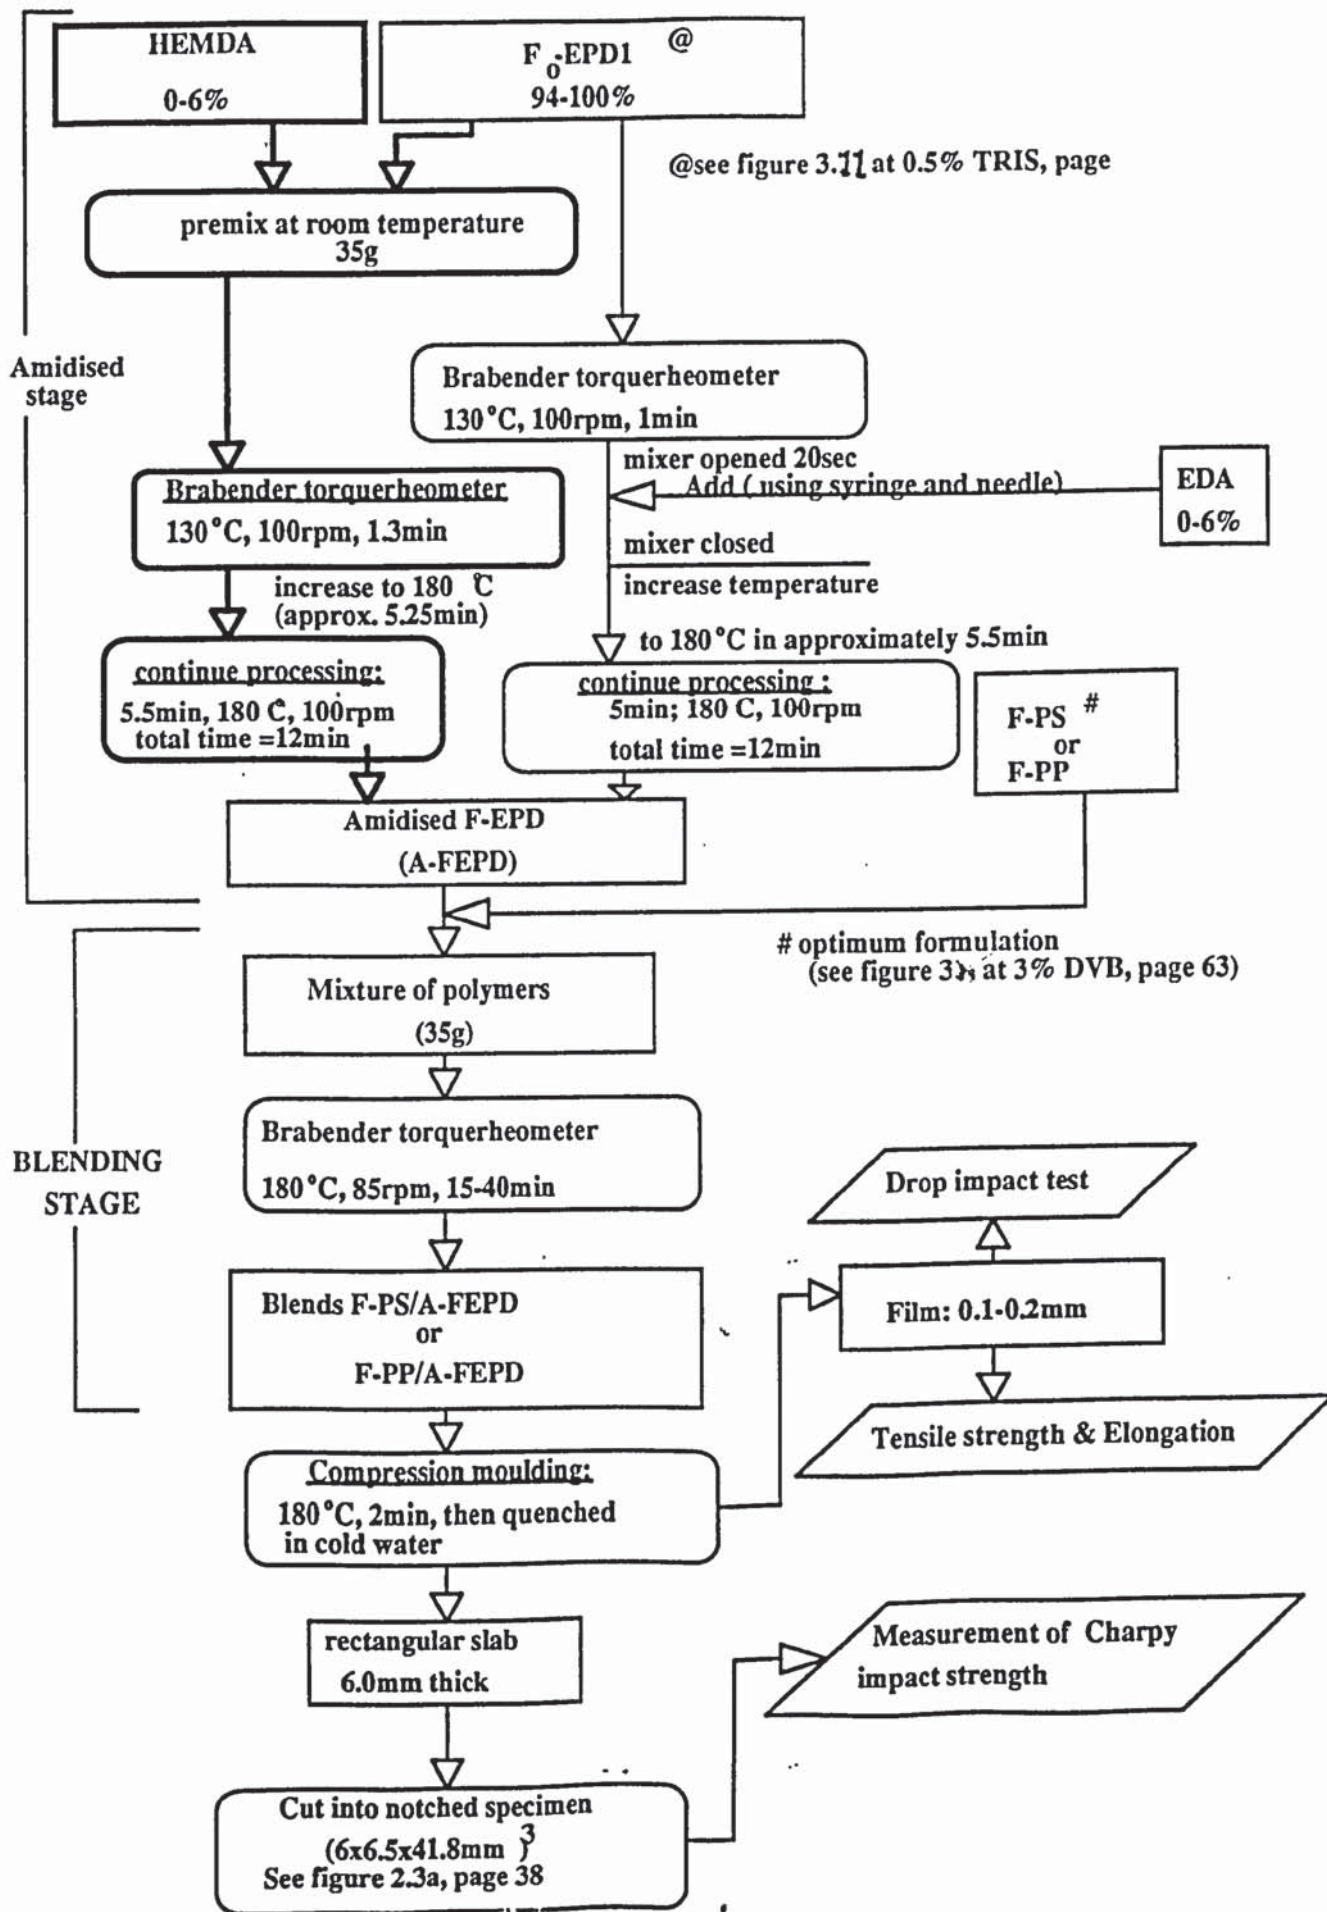 HEMDA
0-6%
F o-EPD1 @
94-100%
@see figure 3.11 at 0.5% TRIS, page
premix at room temperature
35g
Amidised
stage
Brabender torquerheometer
130°C, 100rpm, 1min
mixer opened 20sec
Add ( using syringe and needle)
EDA
0-6%
Brabender torquerheometer
130°C, 100rpm, 1.3min
mixer closed
increase temperature
increase to 180 °C
(approx. 5.25min)
to 180°C in approximately 5.5min
continue processing:
5.5min, 180 C, 100rpm
total time =12min
continue processing :
5min; 180 C, 100rpm
total time =12min
F-PS #
or
F-PP
Amidised F-EPD
(A-FEPD)
# optimum formulation
(see figure at 3% DVB, page 63)
Mixture of polymers
(35g)
BLENDING
STAGE
Brabender torquerheometer
180°C, 85rpm, 15-40min
Drop impact test
Blends F-PS/A-FEPD
or
F-PP/A-FEPD
Film: 0.1-0.2mm
Tensile strength & Elongation
Compression moulding:
180°C, 2min, then quenched
in cold water
rectangular slab
6.0mm thick
Measurement of Charpy
impact strength
Cut into notched specimen
(6x6.5x41.8mm )3
See figure 2.3a, page 38